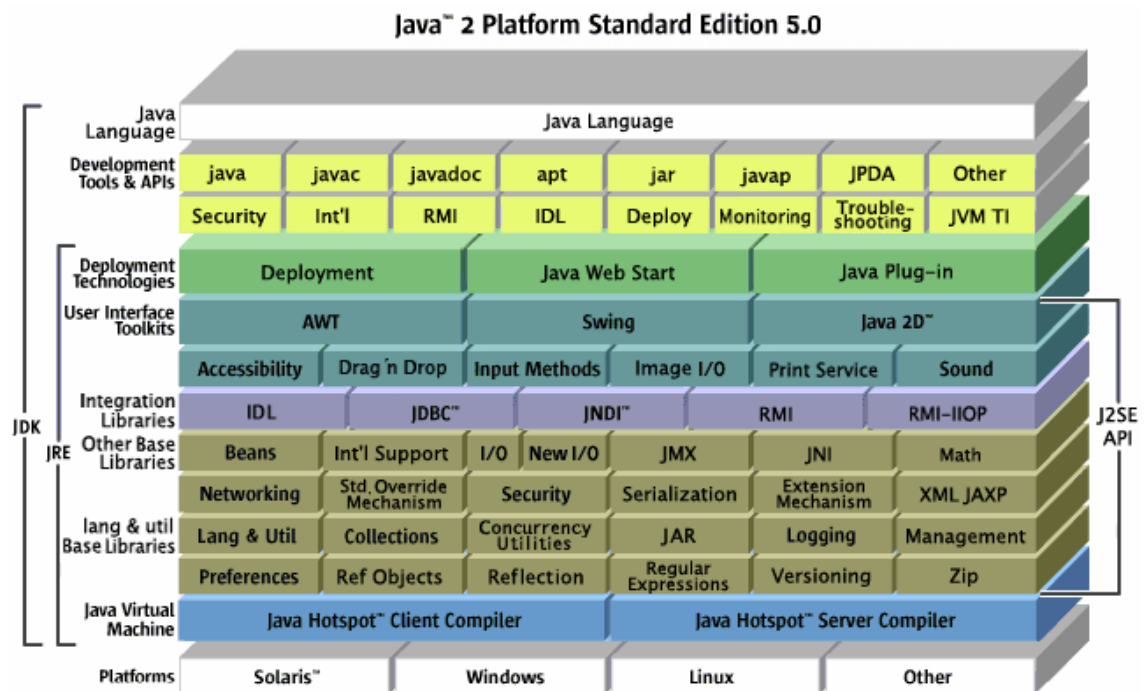 Java™ 2 Platform Standard Edition 5.0
Java
Language
Java Language
Development
Tools & APIs
java javac javadoc apt jar javap JPDA Other
Security Int'l RMI IDL Deploy Monitoring Trouble-
shooting JVM TI
Deployment
Technologies
Deployment Java Web Start Java Plug-in
User Interface
Toolkits
AWT Swing Java 2D™
Accessibility Drag'n Drop Input Methods Image I/O Print Service Sound
Integration
Libraries
IDL JDBC™ JNDI™ RMI RMI-IIOP
JDK
JRE
J2SE
API
Other Base
Libraries
Beans Int'l Support I/O New I/O JMX JNI Math
Networking Std. Override
Mechanism Security Serialization Extension
Mechanism XML JAXP
lang & util
Base Libraries
Lang & Util Collections Concurrency
Utilities JAR Logging Management
Preferences Ref Objects Reflection Regular
Expressions Versioning Zip
Java Virtual
Machine
Java Hotspot™ Client Compiler Java Hotspot™ Server Compiler
Platforms
Solaris™ Windows Linux Other